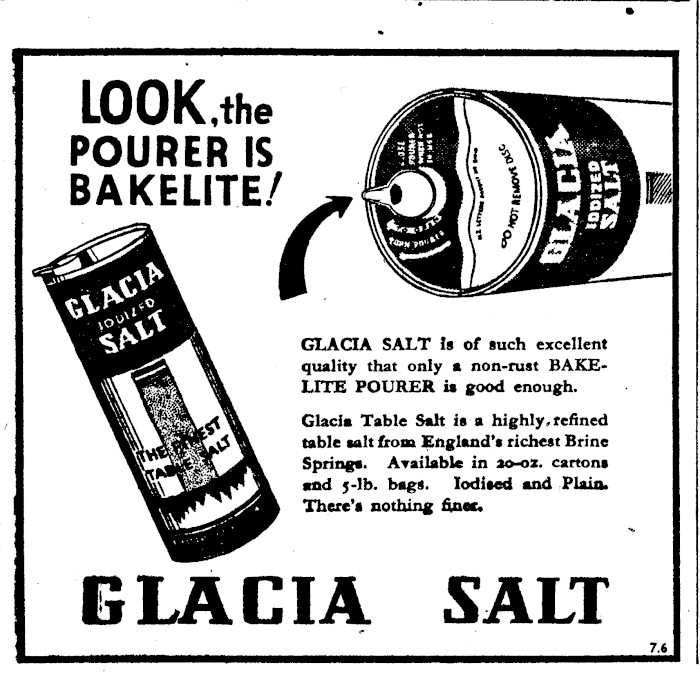 LOOK, the
POURER IS
BAKELITE!
GLACIA
IODIZED
SALT
THE FINEST
TABLE SALT
DO NOT REMOVE DISC
GLACIA
IODIZED
SALT
TURN POURER
GLACIA SALT is of such excellent
quality that only a non-rust BAKE-
LITE POURER is good enough.
Glacia Table Salt is a highly, refined
table salt from England's richest Brine
Springs. Available in 20-oz. cartons
and 5-lb. bags. Iodised and Plain.
There's nothing finer.
GLACIA SALT
7.6